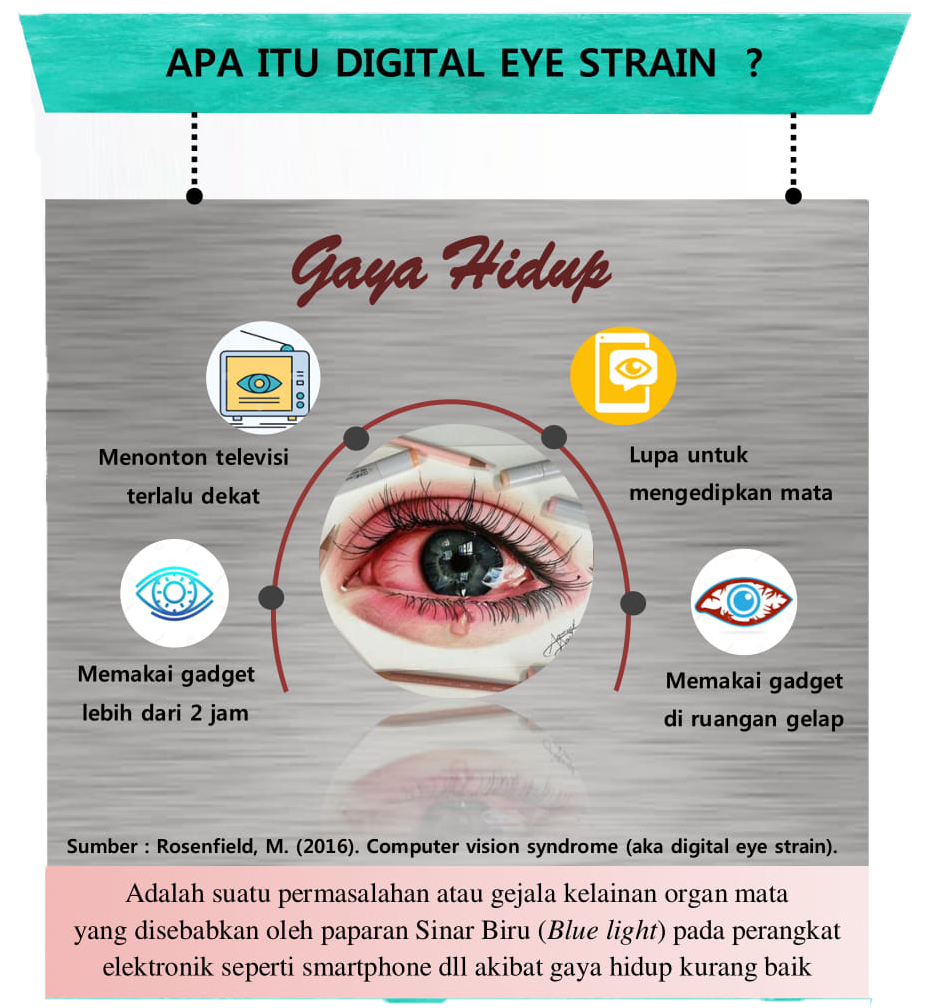 APA ITU DIGITAL EYE STRAIN ?
Gaya Hidup
Menonton televisi
terlalu dekat
Lupa untuk
mengedipkan mata
Memakai gadget
lebih dari 2 jam
Memakai gadget
di ruangan gelap
Sumber : Rosenfield, M. (2016). Computer vision syndrome (aka digital eye strain).
Adalah suatu permasalahan atau gejala kelainan organ mata
yang disebabkan oleh paparan Sinar Biru (Blue light) pada perangkat
elektronik seperti smartphone dll akibat gaya hidup kurang baik